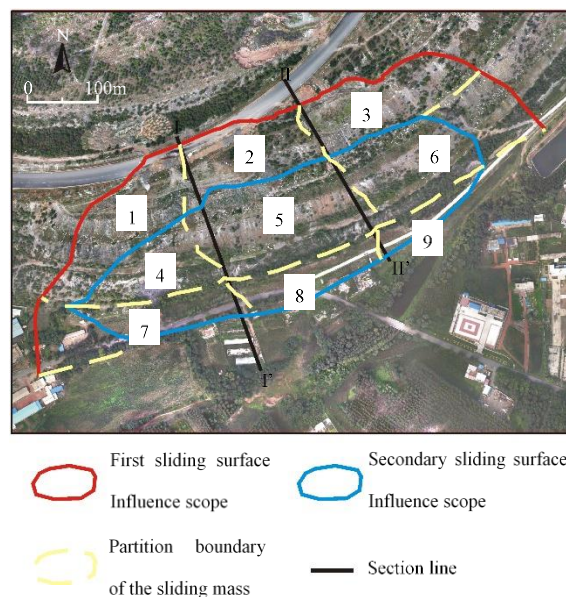 N
0 100m
II
I
3
2
6
1
5
9
4
II'
8
7
I'
First sliding surface
Influence scope
Secondary sliding surface
Influence scope
Partition boundary
of the sliding mass
Section line